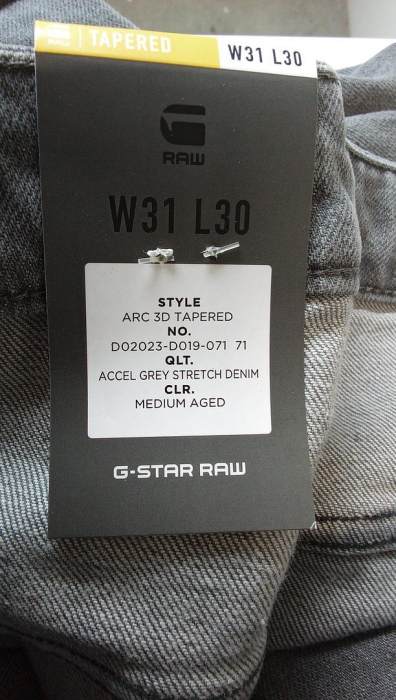 RAW
TAPERED
W31 L30
RAW
W31 L30
STYLE
ARC 3D TAPERED
NO.
D02023-D019-071 71
QLT.
ACCEL GREY STRETCH DENIM
CLR.
MEDIUM AGED
G-STAR RAW